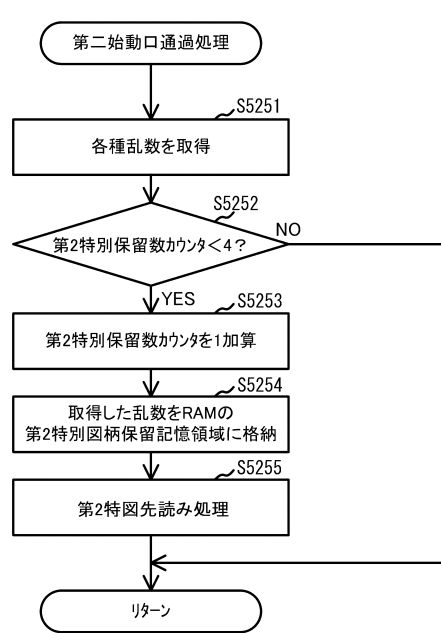 第二始動口通過処理
S5251
各種乱数を取得
S5252
第2特別保留数カウンタ<4?
NO
YES
S5253
第2特別保留数カウンタを1加算
S5254
取得した乱数をRAMの
第2特別図柄保留記憶領域に格納
S5255
第2特図先読み処理
リターン